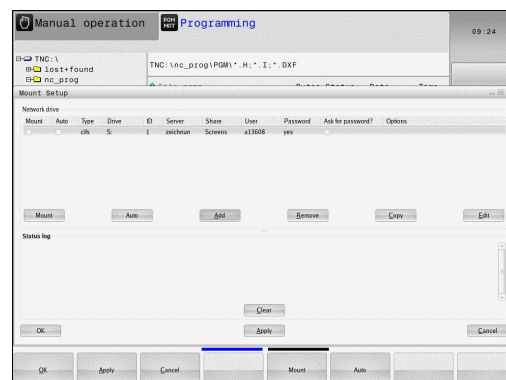 Manual operation
PGM MGT Programming
09:24
TNC:\
lost+found
nc_prog
TNC:\nc_prog\PGM\*.H;*.I;*.DXF
Mount Setup
Network drive
Mount Auto Type Drive ID Server Share User Password Ask for password? Options
cifs S: 1 zeichnun Screens a13608 yes
Mount Auto Add Remove Copy Edit
Status log
Clear
OK Apply Cancel
OK Apply Cancel Mount Auto